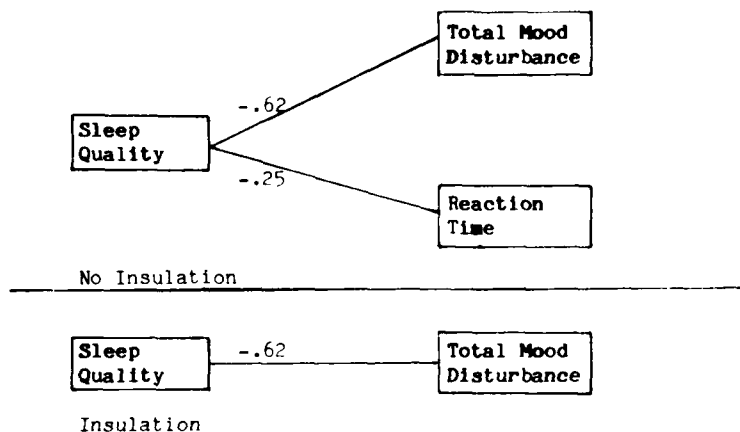 Total Mood
Disturbance
-.62
Sleep
Quality
-.25
Reaction
Time
No Insulation
Sleep
Quality
-.62
Total Mood
Disturbance
Insulation